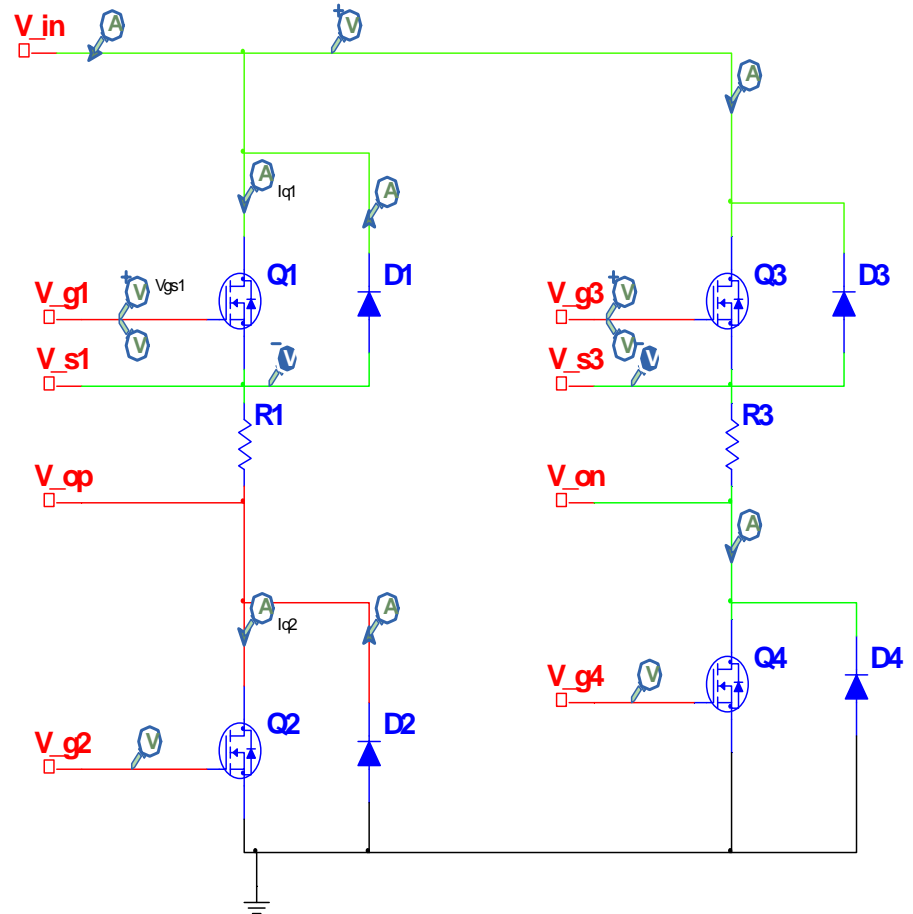 V_in
A
+
V
A
A
Iq1
A
+
V
Vgs1
Q1
D1
V_g1
V
V_s1
-
V
R1
V_op
A
Iq2
A
Q2
D2
V_g2
V
+
V
Q3
D3
V_g3
V
V_s3
-
V
R3
V_on
A
Q4
D4
V_g4
V